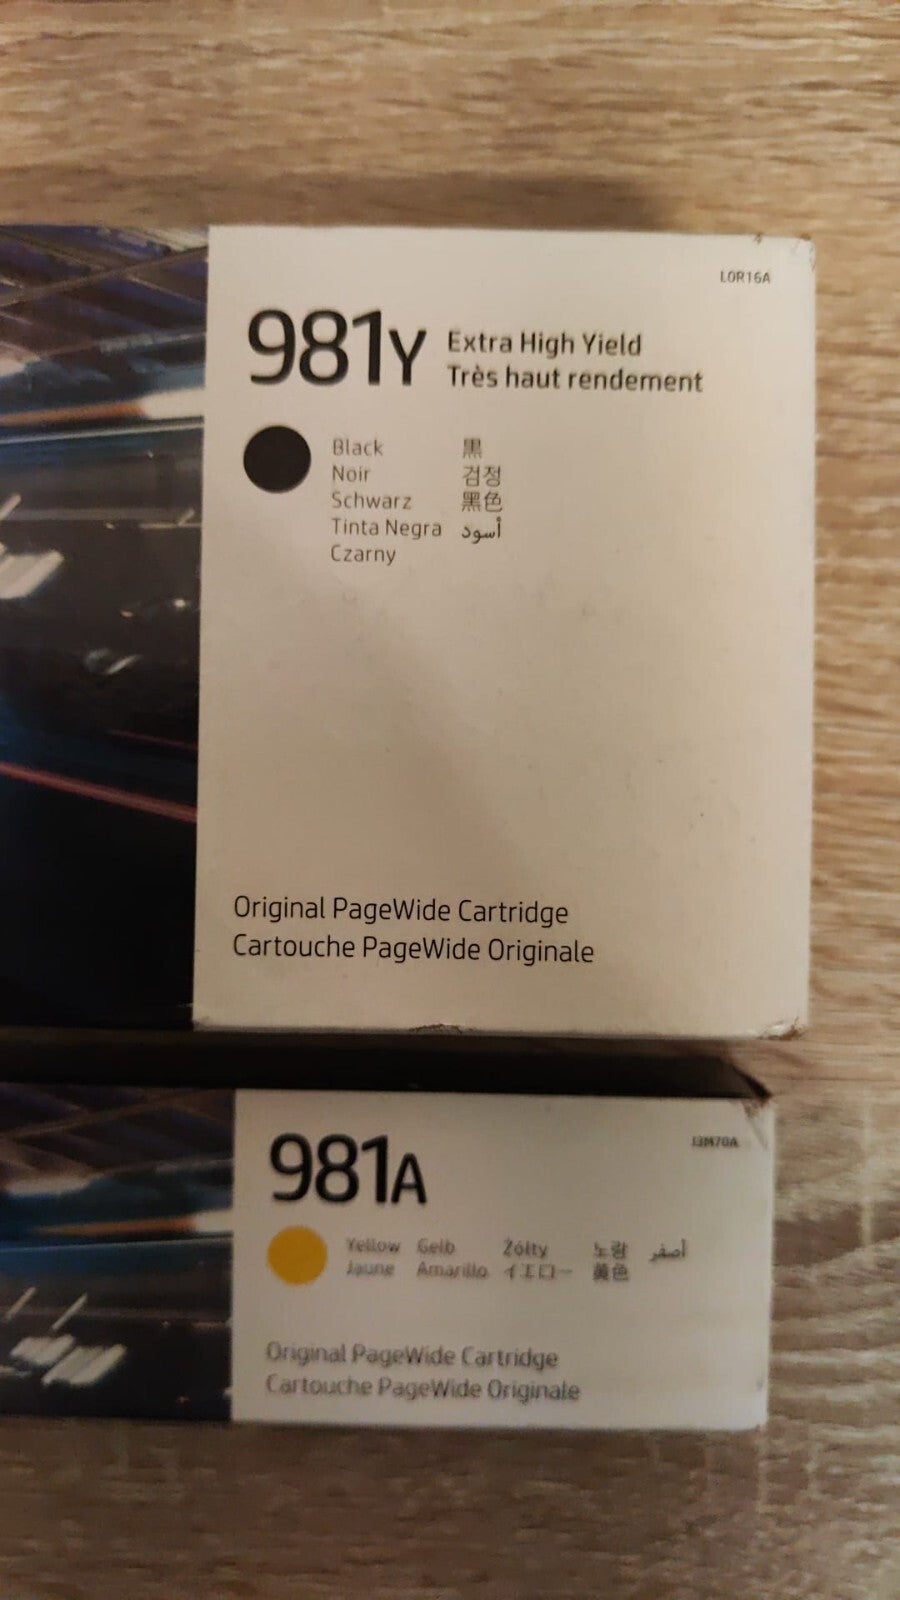 L0R16A
981Y Extra High Yield
Très haut rendement
Black 黒
Noir 검정
Schwarz 黑色
Tinta Negra أسود
Czarny
Original PageWide Cartridge
Cartouche PageWide Originale
J3M70A
981A
Yellow Gelb Żółty 노랑 أصفر
Jaune Amarillo イエロー 黃色
Original PageWide Cartridge
Cartouche PageWide Originale